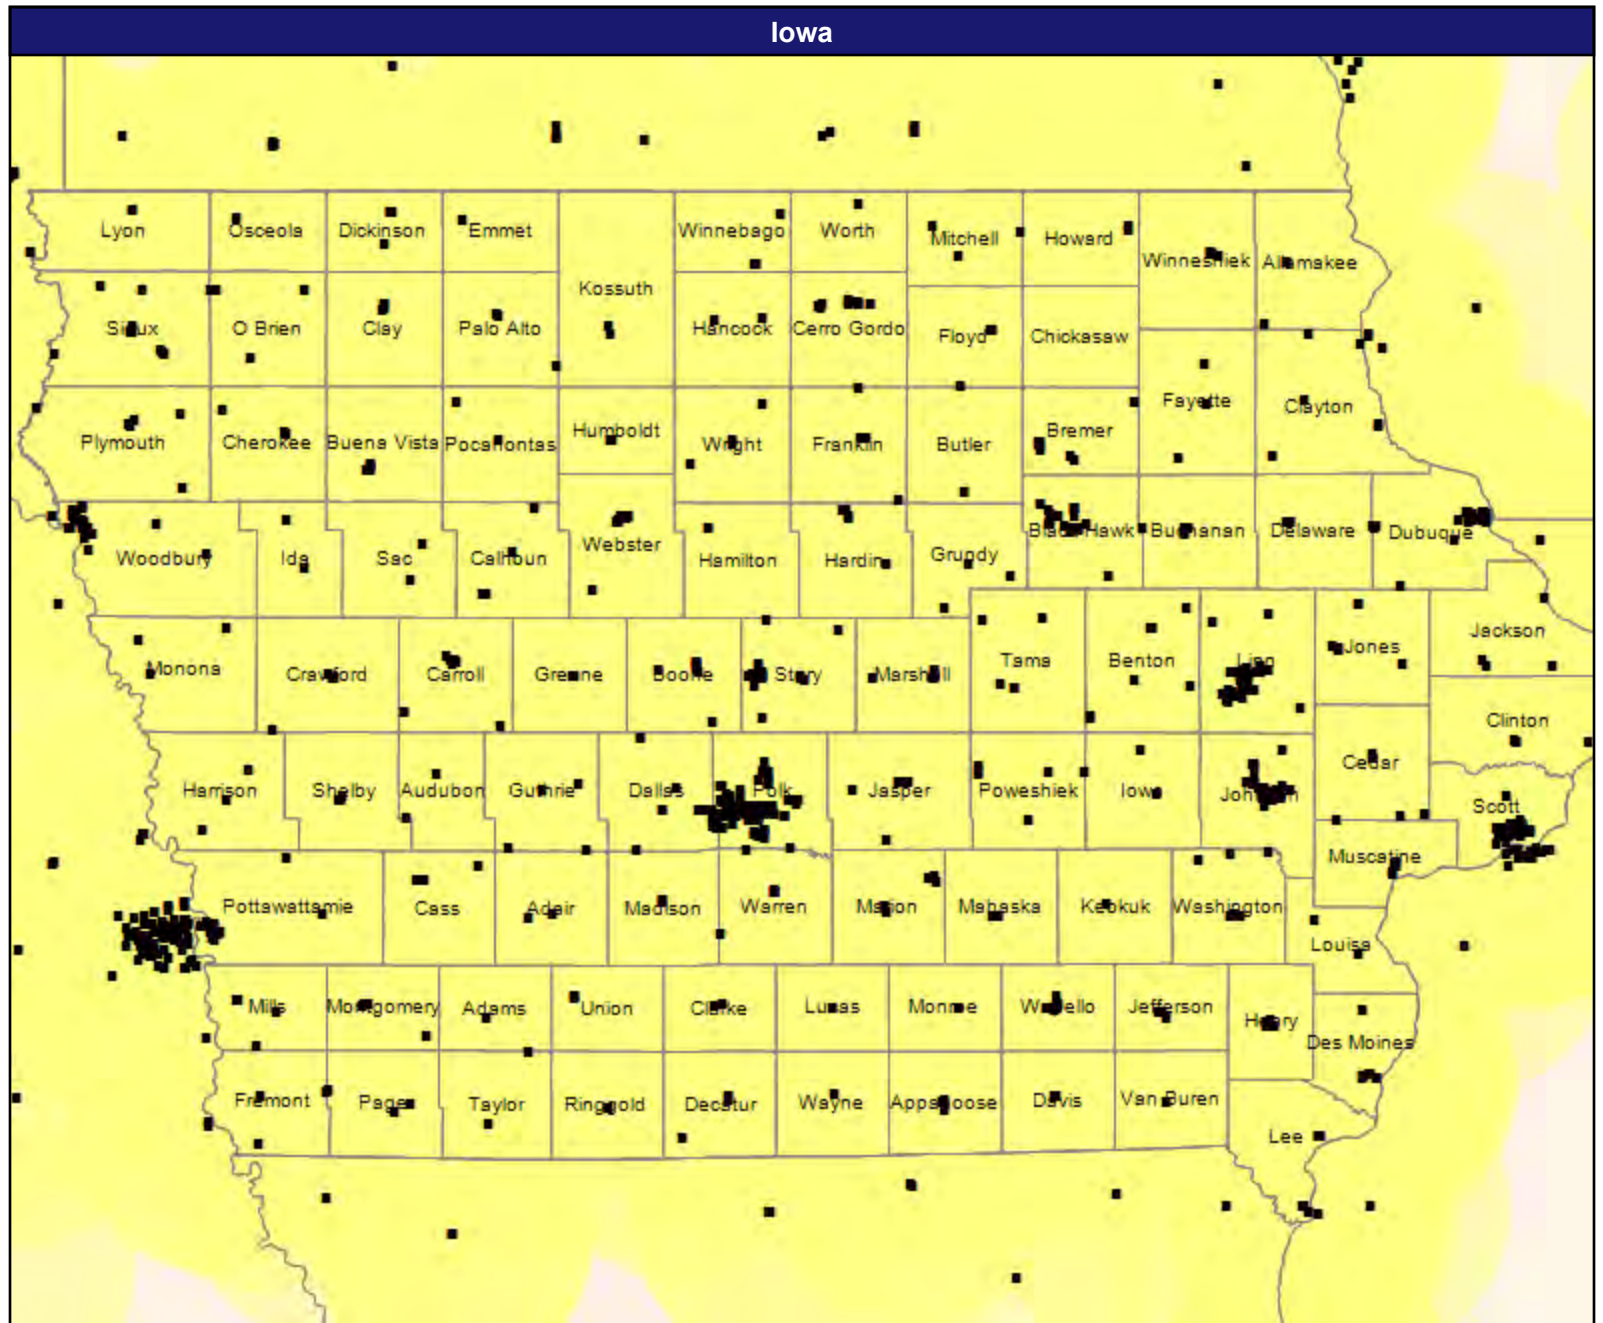 Iowa
Lyon
Osceola
Dickinson
Emmet
Kossuth
Winnebago
Worth
Mitchell
Howard
Winneshiek
Allamakee
Sioux
O Brien
Clay
Palo Alto
Hancock
Cerro Gordo
Floyd
Chickasaw
Fayette
Clayton
Plymouth
Cherokee
Buena Vista
Pocahontas
Humboldt
Wright
Franklin
Butler
Bremer
Woodbury
Ida
Sac
Calhoun
Webster
Hamilton
Hardin
Grundy
Black Hawk
Buchanan
Delaware
Dubuque
Monona
Crawford
Carroll
Greene
Boone
Story
Marshall
Tama
Benton
Linn
Jones
Jackson
Clinton
Harrison
Shelby
Audubon
Guthrie
Dallas
Polk
Jasper
Poweshiek
Iowa
Johnson
Cedar
Scott
Muscatine
Pottawattamie
Cass
Adair
Madison
Warren
Marion
Mahaska
Keokuk
Washington
Louisa
Mills
Montgomery
Adams
Union
Clarke
Lucas
Monroe
Wapello
Jefferson
Henry
Des Moines
Fremont
Page
Taylor
Ringgold
Decatur
Wayne
Appanoose
Davis
Van Buren
Lee